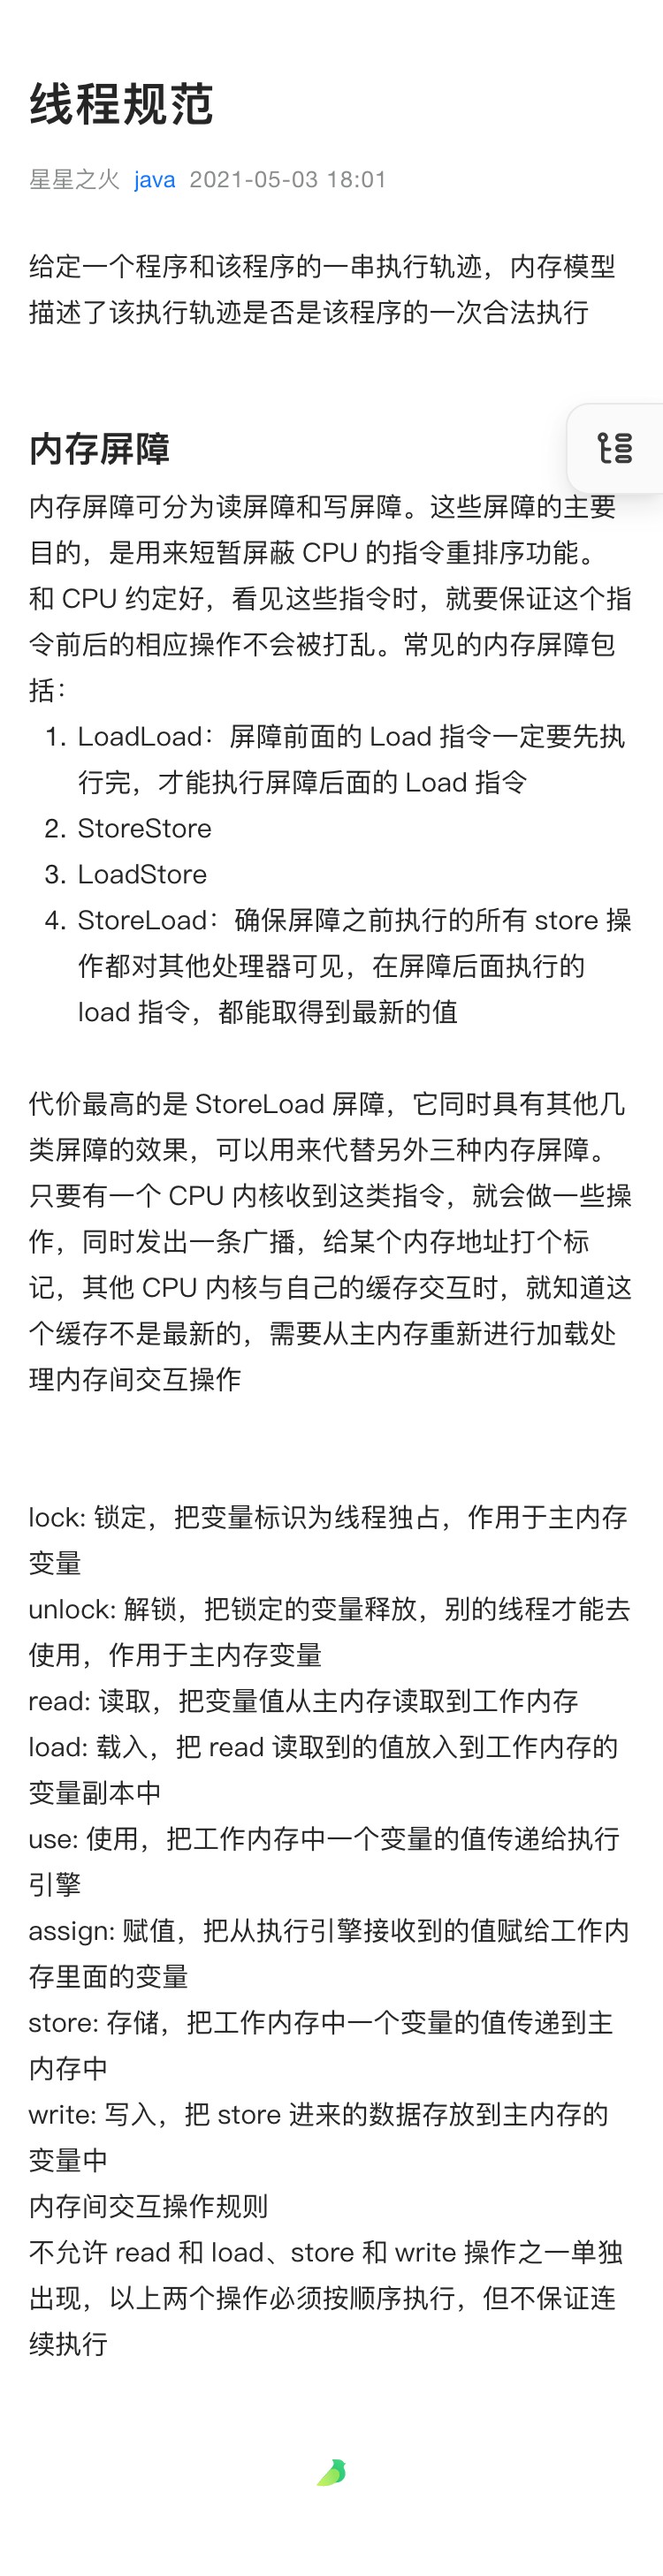 线程规范
星星之火 java 2021-05-03 18:01
给定一个程序和该程序的一串执行轨迹，内存模型
描述了该执行轨迹是否是该程序的一次合法执行
内存屏障
内存屏障可分为读屏障和写屏障。这些屏障的主要
目的，是用来短暂屏蔽 CPU 的指令重排序功能。
和 CPU 约定好，看见这些指令时，就要保证这个指
令前后的相应操作不会被打乱。常见的内存屏障包
括：
1. LoadLoad：屏障前面的 Load 指令一定要先执
行完，才能执行屏障后面的 Load 指令
2. StoreStore
3. LoadStore
4. StoreLoad：确保屏障之前执行的所有 store 操
作都对其他处理器可见，在屏障后面执行的
load 指令，都能取得到最新的值
代价最高的是 StoreLoad 屏障，它同时具有其他几
类屏障的效果，可以用来代替另外三种内存屏障。
只要有一个 CPU 内核收到这类指令，就会做一些操
作，同时发出一条广播，给某个内存地址打个标
记，其他 CPU 内核与自己的缓存交互时，就知道这
个缓存不是最新的，需要从主内存重新进行加载处
理内存间交互操作
lock: 锁定，把变量标识为线程独占，作用于主内存
变量
unlock: 解锁，把锁定的变量释放，别的线程才能去
使用，作用于主内存变量
read: 读取，把变量值从主内存读取到工作内存
load: 载入，把 read 读取到的值放入到工作内存的
变量副本中
use: 使用，把工作内存中一个变量的值传递给执行
引擎
assign: 赋值，把从执行引擎接收到的值赋给工作内
存里面的变量
store: 存储，把工作内存中一个变量的值传递到主
内存中
write: 写入，把 store 进来的数据存放到主内存的
变量中
内存间交互操作规则
不允许 read 和 load、store 和 write 操作之一单独
出现，以上两个操作必须按顺序执行，但不保证连
续执行